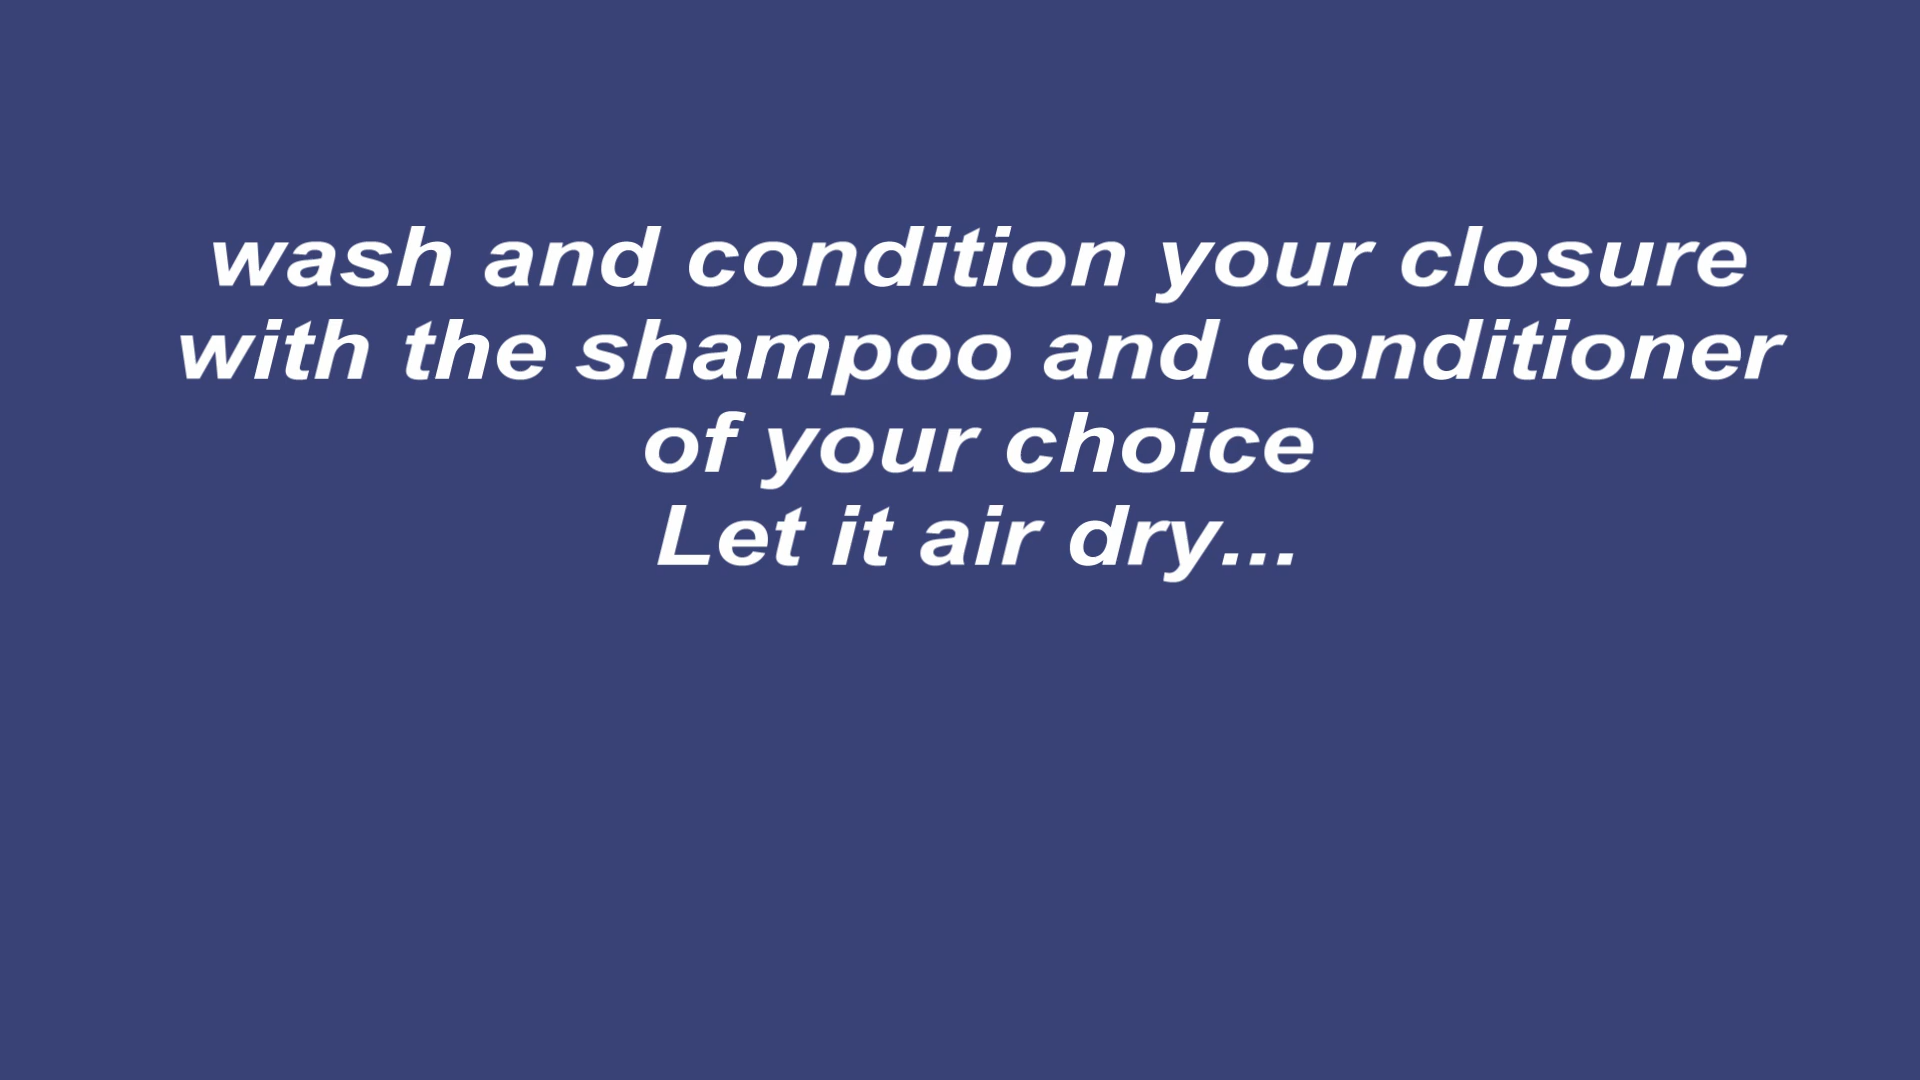 wash and condition your closure
with the shampoo and conditioner
of your choice
Let it air dry...